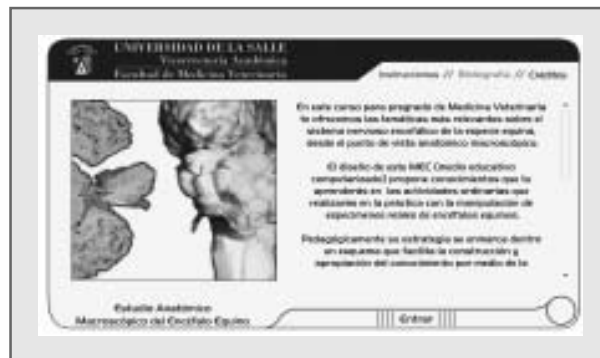 UNIVERSIDAD DE LA SALLE
Vicerrectoría Académica
Facultad de Medicina Veterinaria
Instrucciones // Bibliografía // Créditos
En este curso para pregrado de Medicina Veterinaria
te ofrecemos las temáticas más relevantes sobre el
sistema nervioso encefálico de la especie equina,
desde el punto de vista anatómico macroscópico.
El diseño de este MEC (medio educativo
computarizado) propone conocimientos que tu
aprenderás en las actividades ordinarias que
realizarás en la práctica con la manipulación de
especímenes reales de encéfalos equinos.
Pedagógicamente su estrategia se enmarca dentro
un esquema que facilita la construcción y
apropiación del conocimiento por medio de la
Estudio Anatómico
Macroscópico del Encéfalo Equino
Entrar